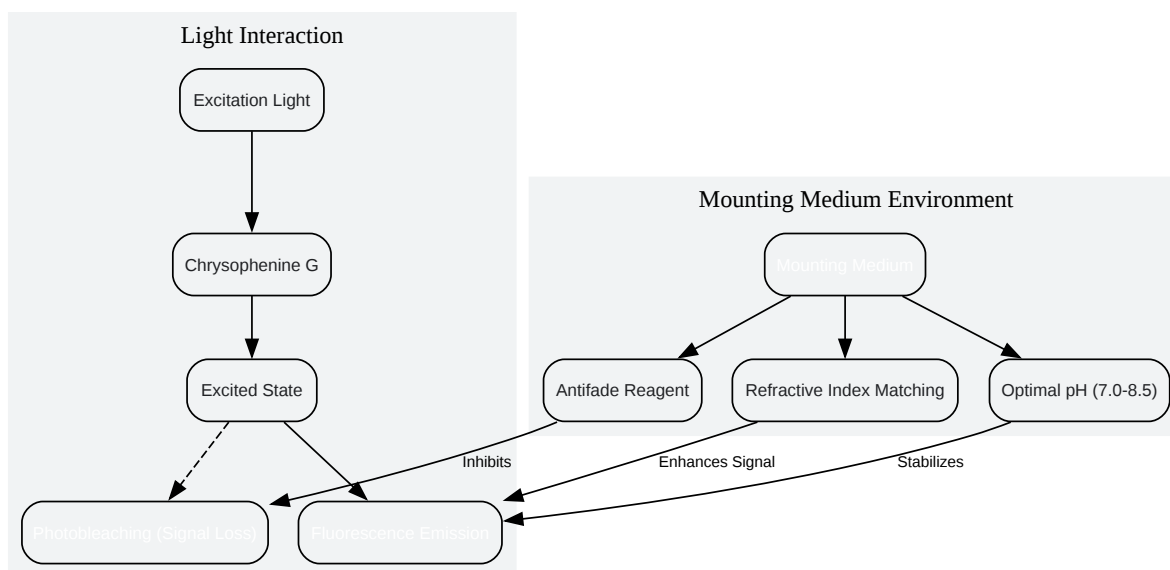 Light Interaction
Excitation Light
Mounting Medium Environment
Chrysophenine G
Mounting Medium
Excited State
Antifade Reagent
Refractive Index Matching
Optimal pH (7.0-8.5)
Inhibits
Enhances Signal
Stabilizes
Photobleaching (Signal Loss)
Fluorescence Emission